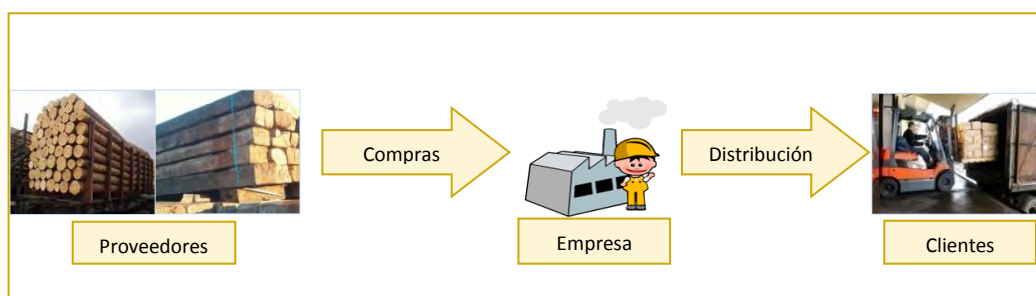 Compras
Distribución
Proveedores
Empresa
Clientes